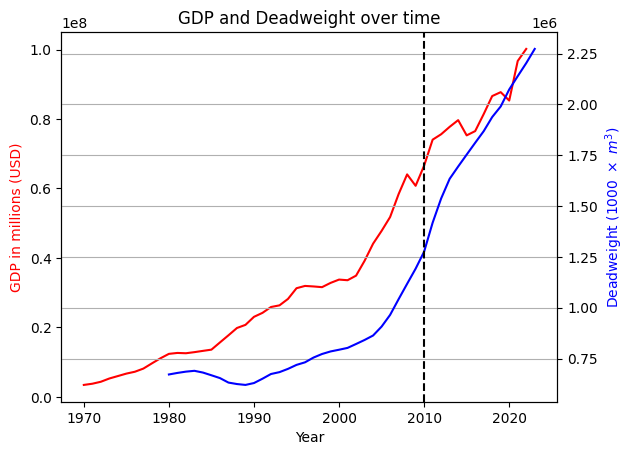 GDP and Deadweight over time
1e8
1e6
1.0
0.8
0.6
0.4
0.2
0.0
GDP in millions (USD)
2.25
2.00
1.75
1.50
1.25
1.00
0.75
Deadweight (1000 × m³)
1970 1980 1990 2000 2010 2020
Year